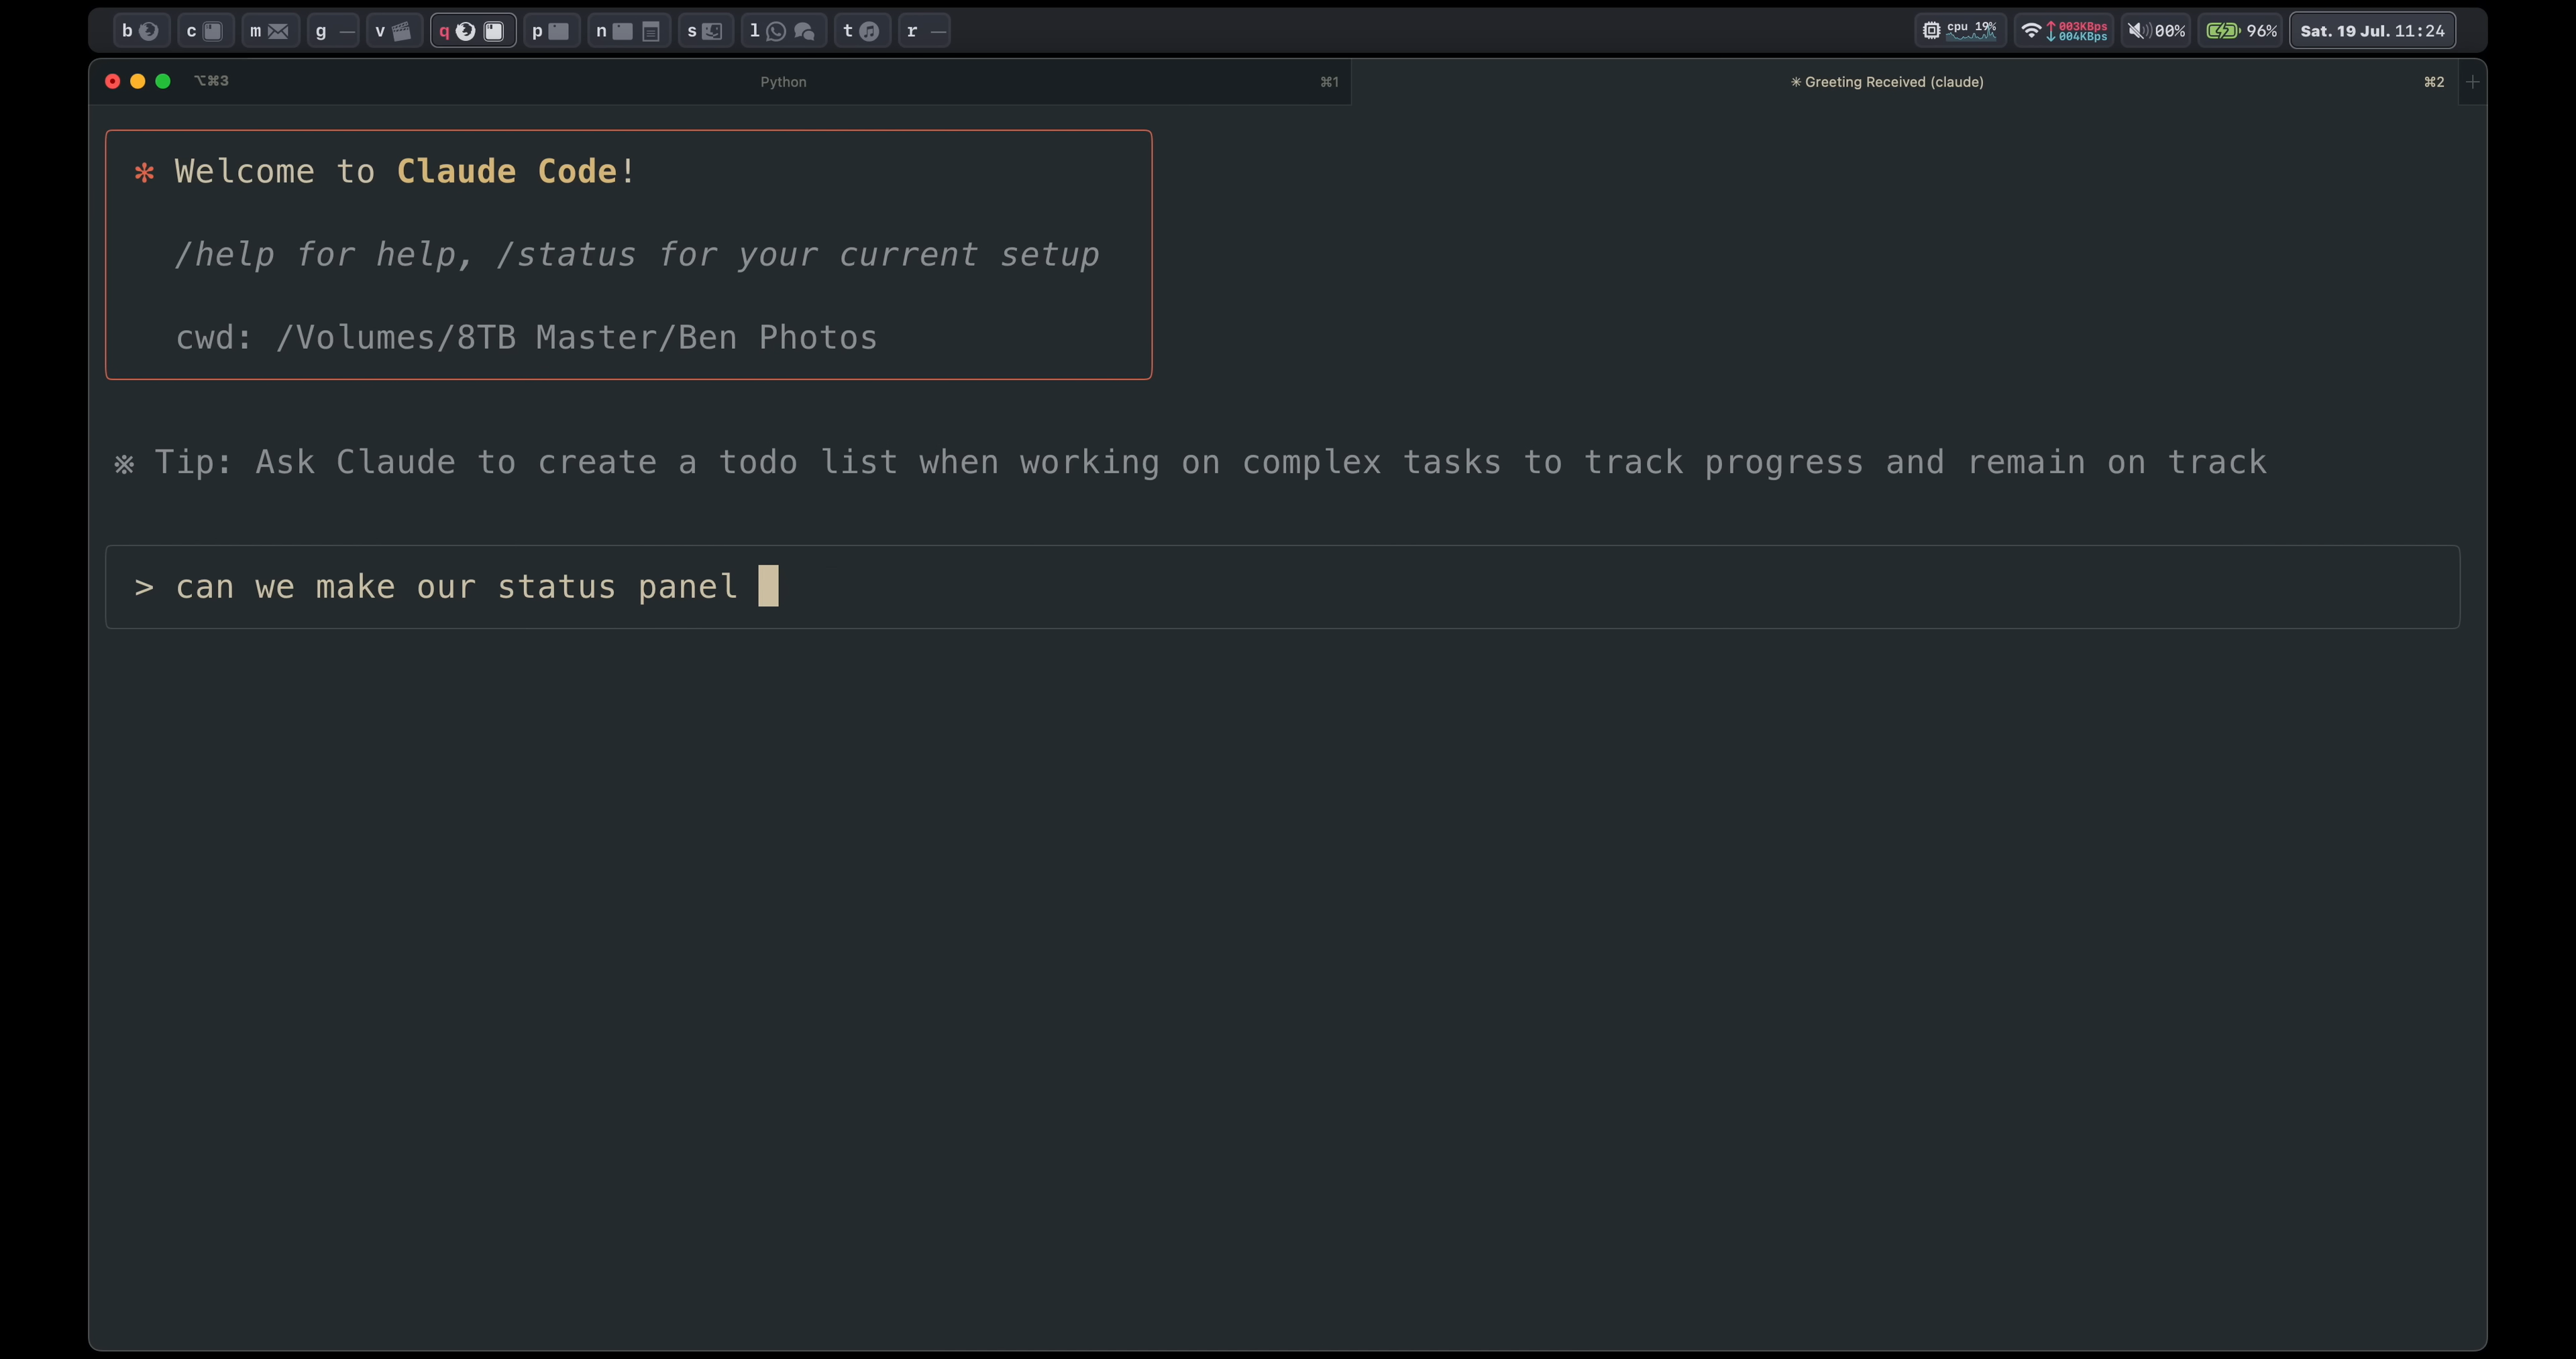 b c m g — v q p n s l t r — cpu 19% 003KBps 004KBps 00% 96% Sat. 19 Jul. 11:24
⌥⌘3 Python ⌘1 ✳ Greeting Received (claude) ⌘2 +
✻ Welcome to Claude Code!
/help for help, /status for your current setup
cwd: /Volumes/8TB Master/Ben Photos
※ Tip: Ask Claude to create a todo list when working on complex tasks to track progress and remain on track
> can we make our status panel